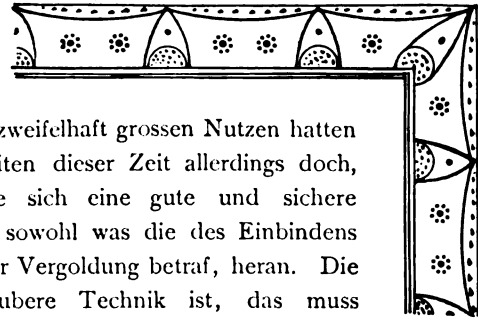 zweifelhaft grossen Nutzen hatten
iten dieser Zeit allerdings doch,
e sich eine gute und sichere
sowohl was die des Einbindens
r Vergoldung betraf, heran. Die
ubere Technik ist, das muss